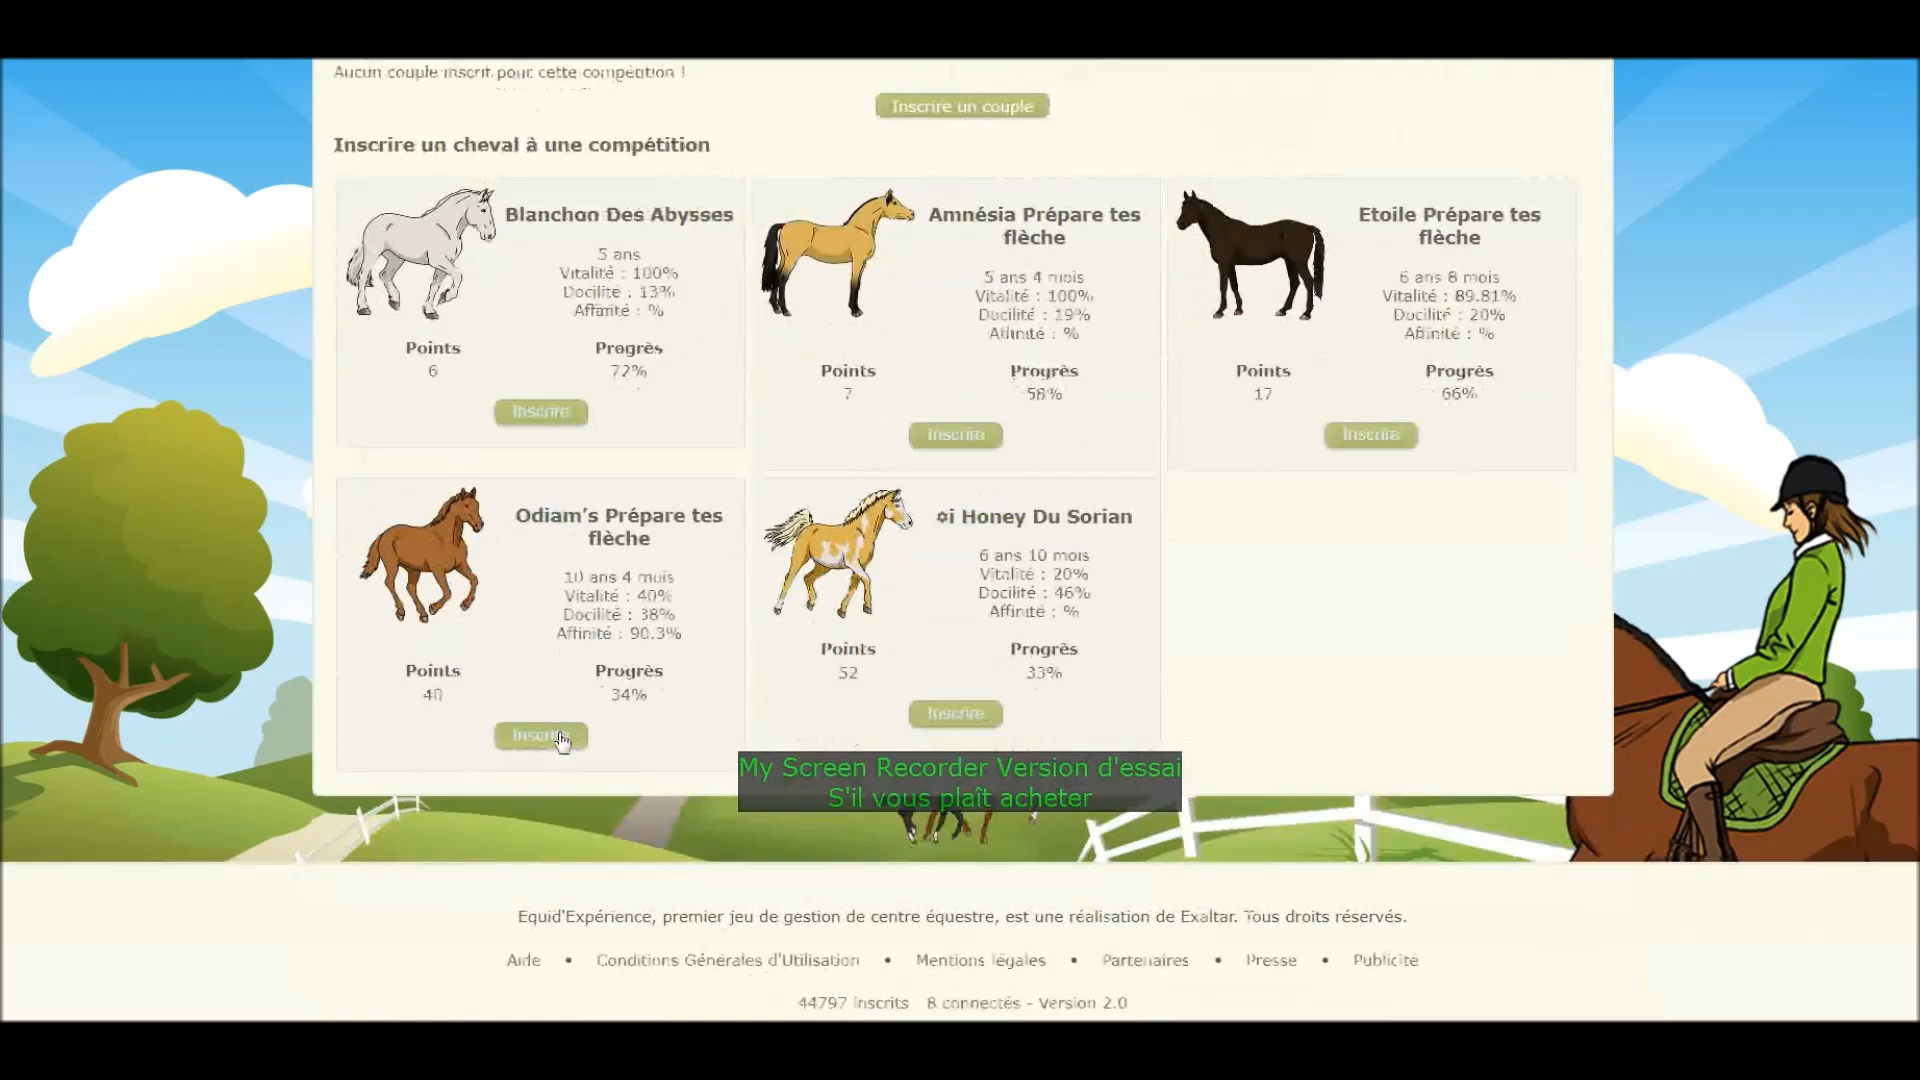 Aucun couple inscrit pour cette compétition !
Inscrire un couple
Inscrire un cheval à une compétition
Blanchon Des Abysses
5 ans
Vitalité : 100%
Docilité : 13%
Affinité : %
Points Progrès
6 72%
Inscrire
Amnésia Prépare tes
flèche
5 ans 4 mois
Vitalité : 100%
Docilité : 19%
Affinité : %
Points Progrès
7 58%
Inscrire
Etoile Prépare tes
flèche
6 ans 8 mois
Vitalité : 89.81%
Docilité : 20%
Affinité : %
Points Progrès
17 66%
Inscrire
Odiam's Prépare tes
flèche
10 ans 4 mois
Vitalité : 40%
Docilité : 38%
Affinité : 90.3%
Points Progrès
40 34%
Inscrire
✡i Honey Du Sorian
6 ans 10 mois
Vitalité : 20%
Docilité : 46%
Affinité : %
Points Progrès
52 33%
Inscrire
My Screen Recorder Version d'essai
S'il vous plaît acheter
Equid'Expérience, premier jeu de gestion de centre équestre, est une réalisation de Exaltar. Tous droits réservés.
Aide • Conditions Générales d'Utilisation • Mentions légales • Partenaires • Presse • Publicité
44797 inscrits 8 connectés - Version 2.0